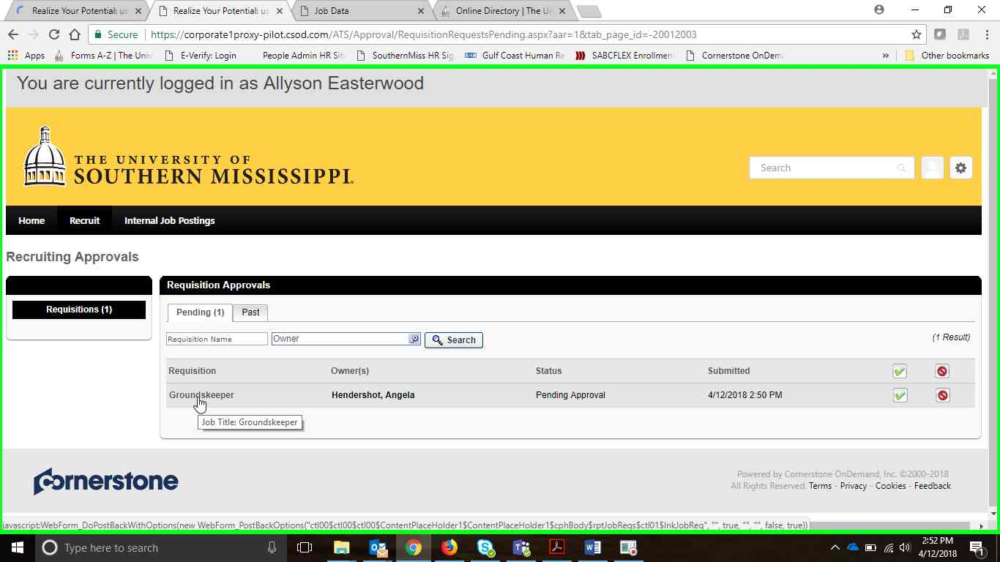 Realize Your Potential: us
Realize Your Potential: us
Job Data
Online Directory | The Un
Secure
https://corporate1proxy-pilot.csod.com/ATS/Approval/RequisitionRequestsPending.aspx?aar=1&tab_page_id=-20012003
Apps
Forms A-Z | The Univ
E-Verify: Login
People Admin HR Site
SouthernMiss HR Sig
Gulf Coast Human Re
SABCFLEX Enrollment
Cornerstone OnDema
»
Other bookmarks
You are currently logged in as Allyson Easterwood
THE UNIVERSITY OF
SOUTHERN MISSISSIPPI
Search
Home
Recruit
Internal Job Postings
Recruiting Approvals
Requisitions (1)
Requisition Approvals
Pending (1)
Past
Requisition Name
Owner
Search
(1 Result)
Requisition
Owner(s)
Status
Submitted
Groundskeeper
Hendershot, Angela
Pending Approval
4/12/2018 2:50 PM
Job Title: Groundskeeper
Cornerstone
Powered by Cornerstone OnDemand, Inc. ©2000-2018
All Rights Reserved. Terms - Privacy - Cookies - Feedback
javascript:WebForm_DoPostBackWithOptions(new WebForm_PostBackOptions("ctl00$ctl00$ctl00$ContentPlaceHolder1$ContentPlaceHolder1$cphBody$rptJobReqs$ctl01$lnkJobReq", "", true, "", "", false, true))
Type here to search
2:52 PM
4/12/2018
1